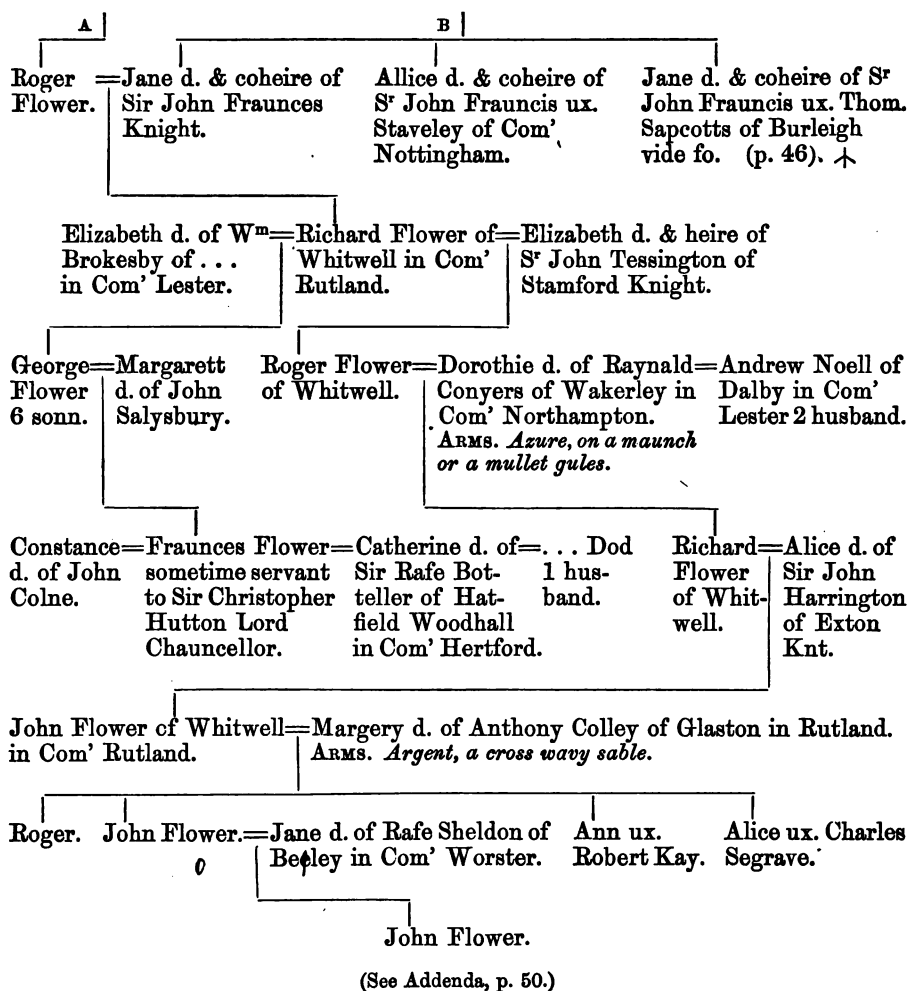 A B
Roger =Jane d. & coheire of Allice d. & coheire of Jane d. & coheire of Sr
Flower. Sir John Fraunces Sr John Frauncis ux. John Frauncis ux. Thom.
Knight. Staveley of Com' Sapcotts of Burleigh
Nottingham. vide fo. (p. 46).
Elizabeth d. of Wm=Richard Flower of=Elizabeth d. & heire of
Brokesby of . . . Whitwell in Com' Sr John Tessington of
in Com' Lester. Rutland. Stamford Knight.
George=Margarett Roger Flower=Dorothie d. of Raynald=Andrew Noell of
Flower d. of John of Whitwell. Conyers of Wakerley in Dalby in Com'
6 sonn. Salysbury. Com' Northampton. Lester 2 husband.
ARMS. Azure, on a maunch
or a mullet gules.
Constance=Fraunces Flower=Catherine d. of=. . . Dod Richard=Alice d. of
d. of John sometime servant Sir Rafe Bot- 1 hus- Flower Sir John
Colne. to Sir Christopher teller of Hat- band. of Whit- Harrington
Hutton Lord field Woodhall well. of Exton
Chauncellor. in Com' Hertford. Knt.
John Flower of Whitwell=Margery d. of Anthony Colley of Glaston in Rutland.
in Com' Rutland. ARMS. Argent, a cross wavy sable.
Roger. John Flower.=Jane d. of Rafe Sheldon of Ann ux. Alice ux. Charles
Beoley in Com' Worster. Robert Kay. Segrave.
John Flower.
(See Addenda, p. 50.)